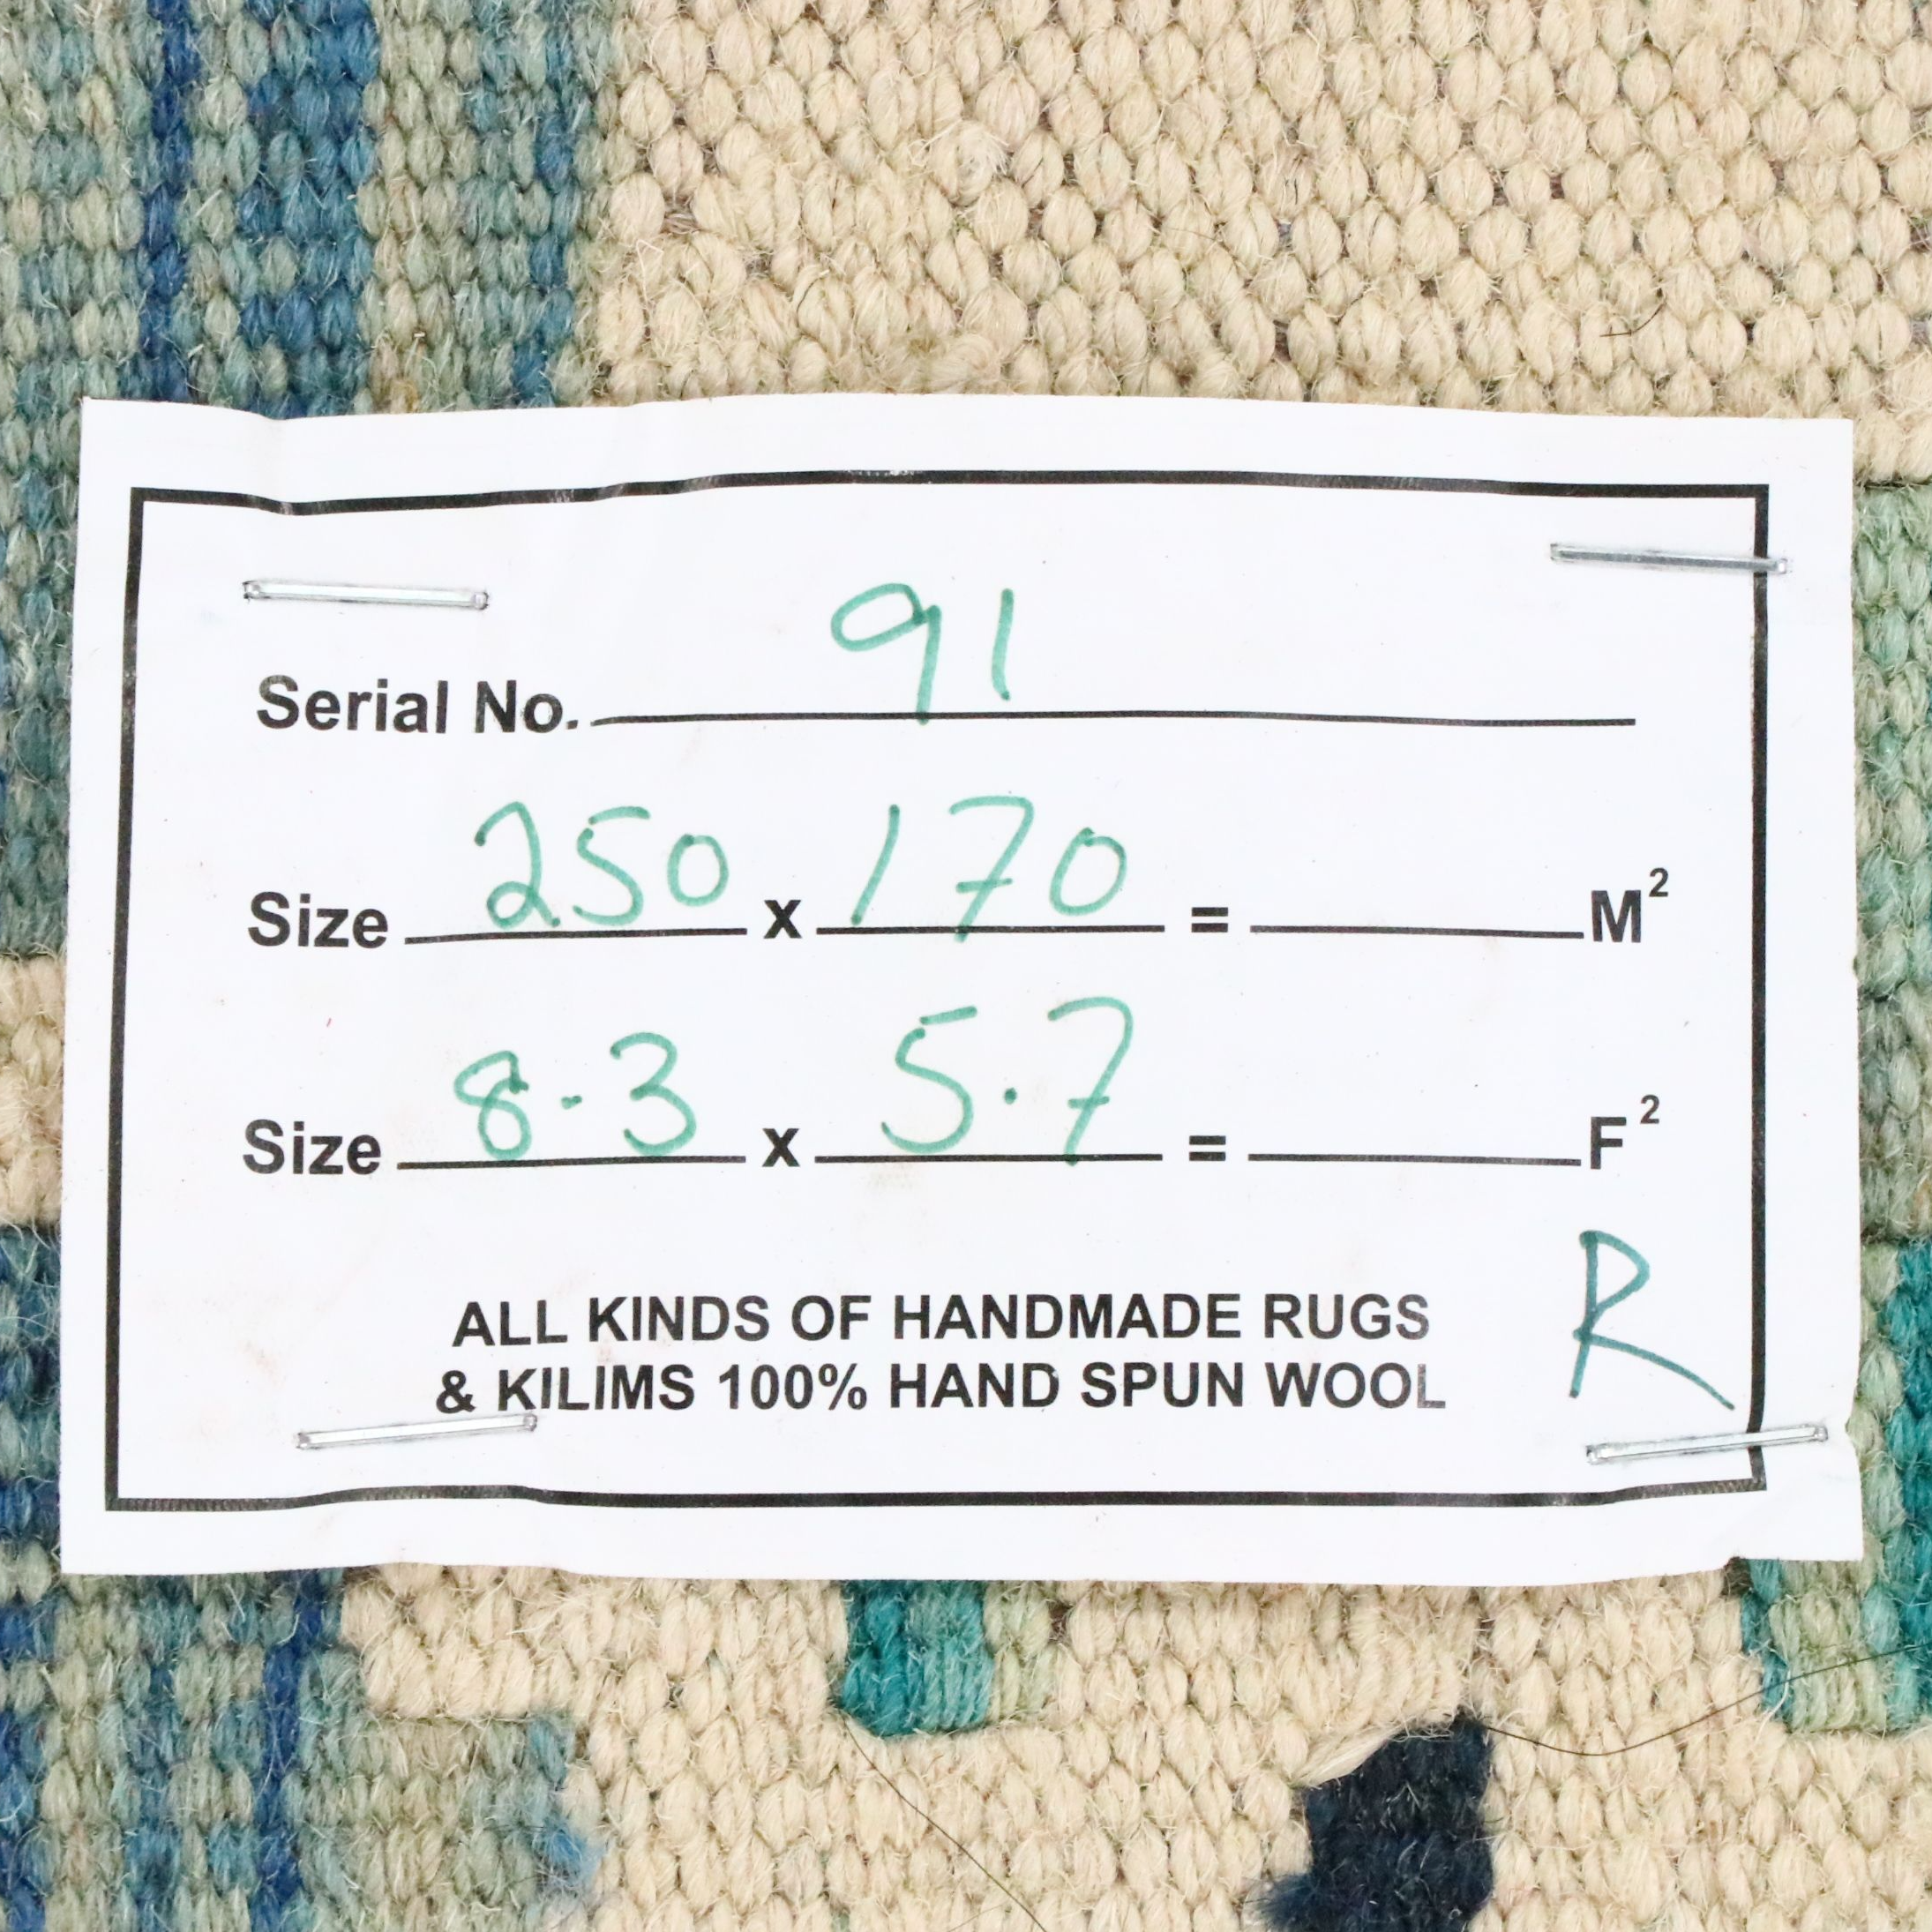 Serial No. 91
Size 250 x 170 = M²
Size 8.3 x 5.7 = F²
R
ALL KINDS OF HANDMADE RUGS
& KILIMS 100% HAND SPUN WOOL